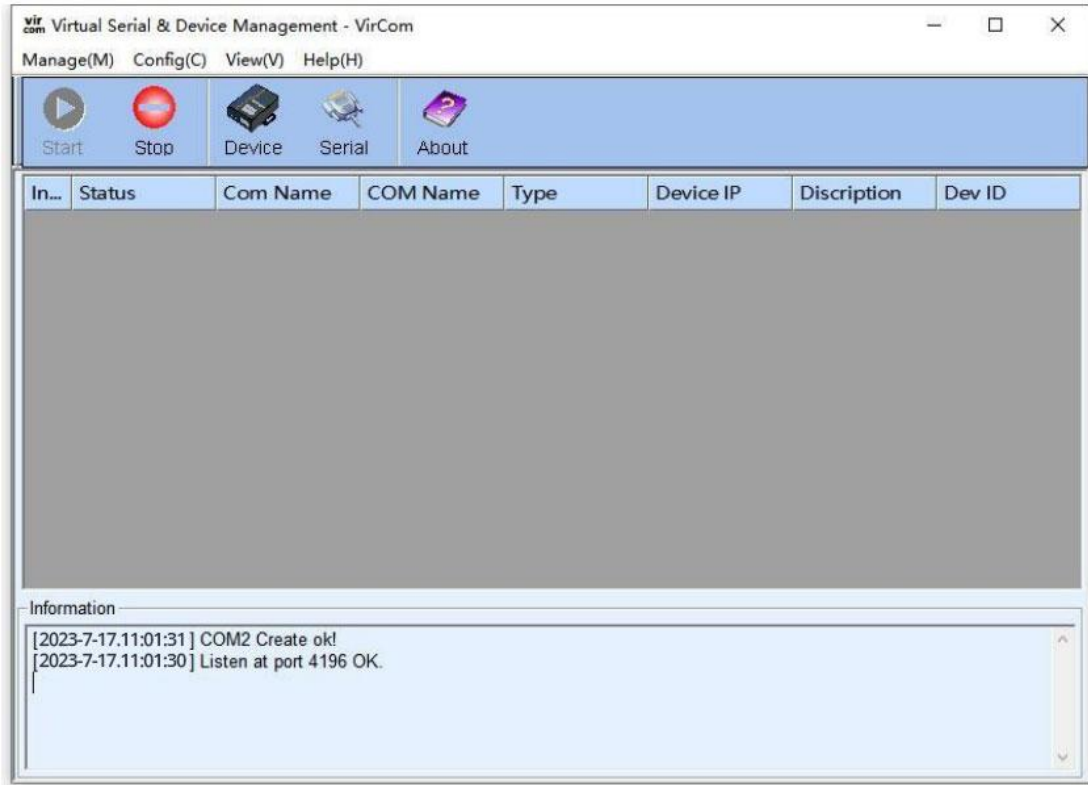 vir com Virtual Serial & Device Management - VirCom
Manage(M) Config(C) View(V) Help(H)
Start Stop Device Serial About
In... Status Com Name COM Name Type Device IP Discription Dev ID
Information
[2023-7-17.11:01:31] COM2 Create ok!
[2023-7-17.11:01:30] Listen at port 4196 OK.